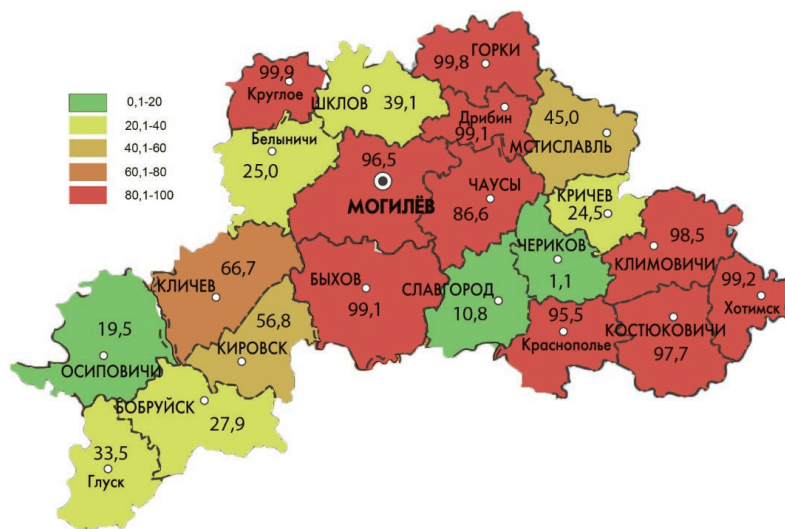 0,1-20
20,1-40
40,1-60
60,1-80
80,1-100
99,9
Круглое
ШКЛОВ
39,1
ГОРКИ
99,8
Дрибин
99,1
45,0
МСТИСЛАВЛЬ
Белыничи
25,0
96,5
МОГИЛЁВ
ЧАУСЫ
86,6
КРИЧЕВ
24,5
ЧЕРИКОВ
1,1
98,5
КЛИМОВИЧИ
99,2
Хотимск
66,7
КЛИЧЕВ
БЫХОВ
99,1
СЛАВГОРОД
10,8
95,5
Краснополье
КОСТЮКОВИЧИ
97,7
19,5
ОСИПОВИЧИ
56,8
КИРОВСК
БОБРУЙСК
27,9
33,5
Глуск